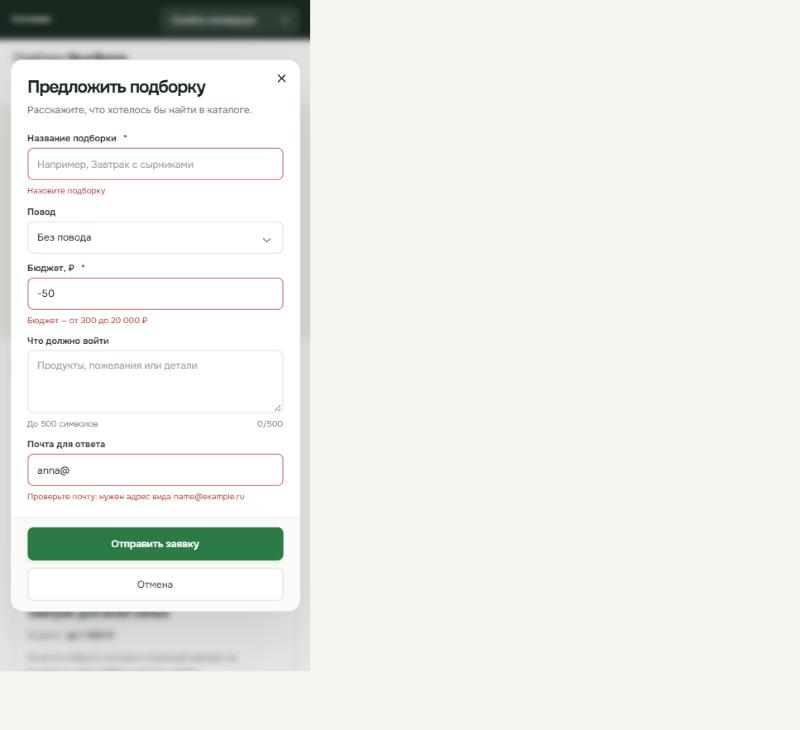 Предложить подборку
Расскажите, что хотелось бы найти в каталоге.
Название подборки *
Например, Завтрак с сырниками
Назовите подборку
Повод
Без повода
Бюджет, ₽ *
-50
Бюджет — от 300 до 20 000 ₽
Что должно войти
Продукты, пожелания или детали
До 500 символов 0/500
Почта для ответа
anna@
Проверьте почту: нужен адрес вида name@example.ru
Отправить заявку
Отмена